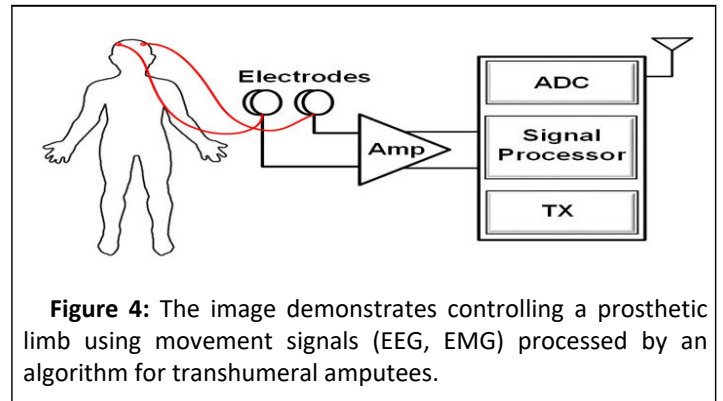 Electrodes
Amp
ADC
Signal
Processor
TX
Figure 4: The image demonstrates controlling a prosthetic
limb using movement signals (EEG, EMG) processed by an
algorithm for transhumeral amputees.